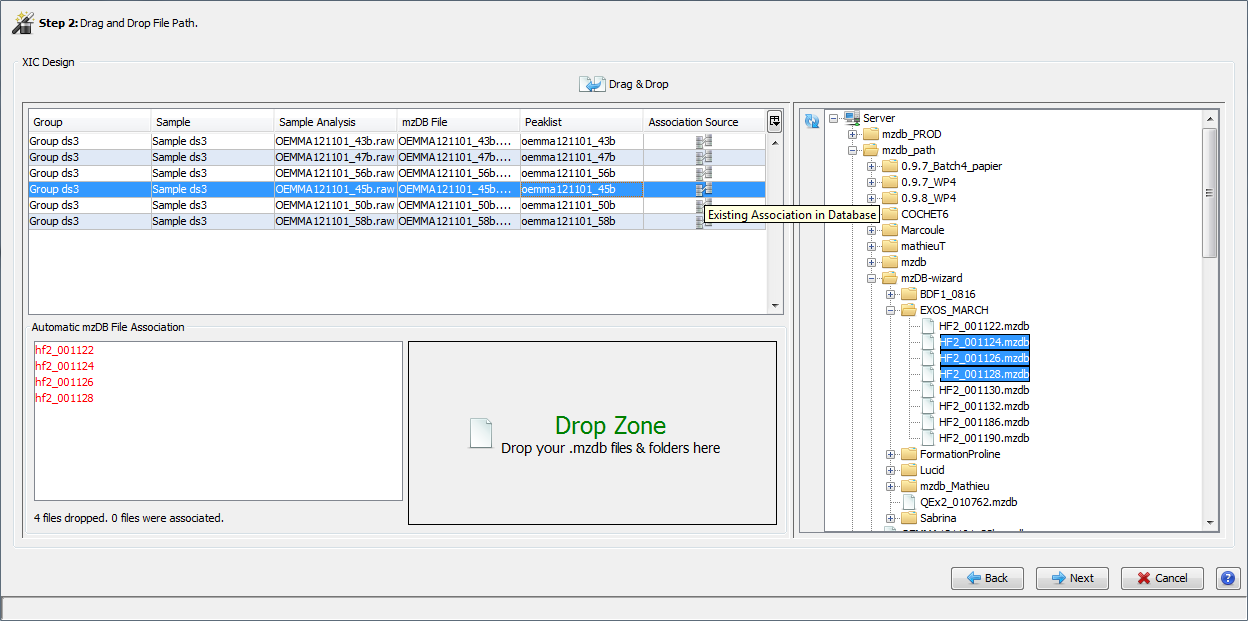 Step 2: Drag and Drop File Path.
XIC Design
Drag & Drop
Group Sample Sample Analysis mzDB File Peaklist Association Source
Group ds3 Sample ds3 OEMMA121101_43b.raw OEMMA121101_43b.... oemma121101_43b
Group ds3 Sample ds3 OEMMA121101_47b.raw OEMMA121101_47b.... oemma121101_47b
Group ds3 Sample ds3 OEMMA121101_56b.raw OEMMA121101_56b.... oemma121101_56b
Group ds3 Sample ds3 OEMMA121101_45b.raw OEMMA121101_45b.... oemma121101_45b
Group ds3 Sample ds3 OEMMA121101_50b.raw OEMMA121101_50b.... oemma121101_50b
Group ds3 Sample ds3 OEMMA121101_58b.raw OEMMA121101_58b.... oemma121101_58b
Existing Association in Database
Automatic mzDB File Association
hf2_001122
hf2_001124
hf2_001126
hf2_001128
4 files dropped. 0 files were associated.
Drop Zone
Drop your .mzdb files & folders here
Server
mzdb_PROD
mzdb_path
0.9.7_Batch4_papier
0.9.7_WP4
0.9.8_WP4
COCHET6
Marcoule
mathieuT
mzdb
mzDB-wizard
BDF1_0816
EXOS_MARCH
HF2_001122.mzdb
HF2_001124.mzdb
HF2_001126.mzdb
HF2_001128.mzdb
HF2_001130.mzdb
HF2_001132.mzdb
HF2_001186.mzdb
HF2_001190.mzdb
FormationProline
Lucid
mzdb_Mathieu
QEx2_010762.mzdb
Sabrina
Back
Next
Cancel
?